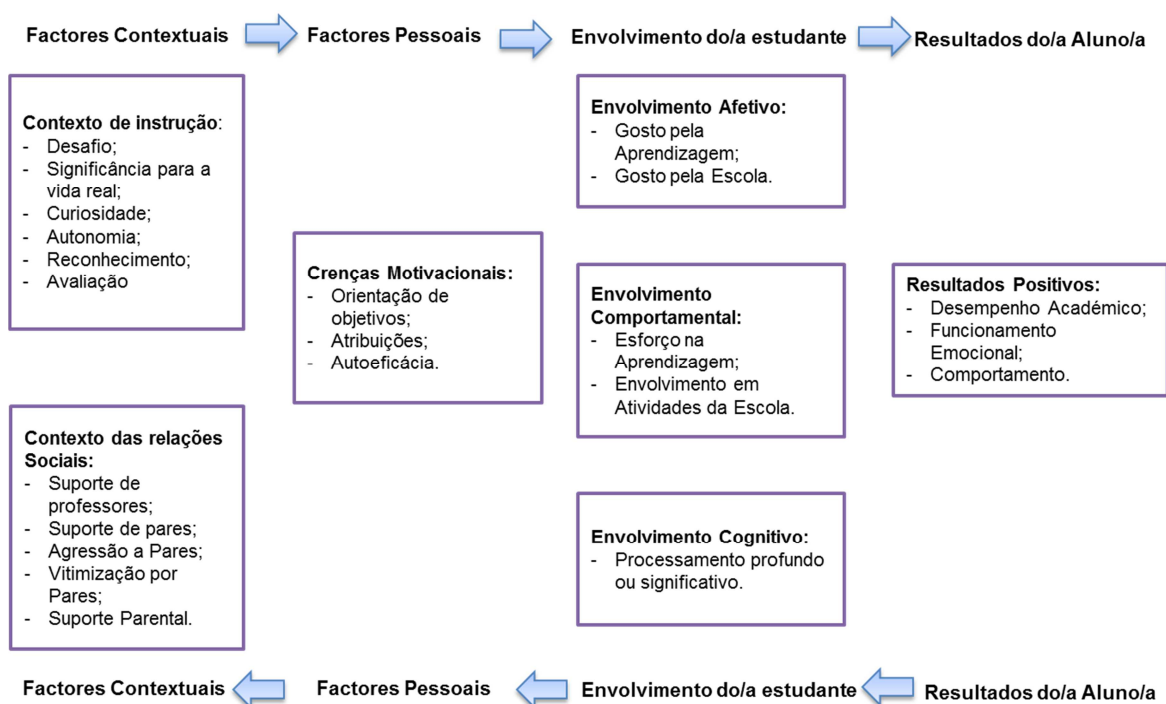 Factores Contextuais
Factores Pessoais
Envolvimento do/a estudante
Resultados do/a Aluno/a
Contexto de instrução:
- Desafio;
- Significância para a
vida real;
- Curiosidade;
- Autonomia;
- Reconhecimento;
- Avaliação
Contexto das relações
Sociais:
- Suporte de
professores;
- Suporte de pares;
- Agressão a Pares;
- Vitimização por
Pares;
- Suporte Parental.
Crenças Motivacionais:
- Orientação de
objetivos;
- Atribuições;
- Autoeficácia.
Envolvimento Afetivo:
- Gosto pela
Aprendizagem;
- Gosto pela Escola.
Envolvimento
Comportamental:
- Esforço na
Aprendizagem;
- Envolvimento em
Atividades da Escola.
Envolvimento Cognitivo:
- Processamento profundo
ou significativo.
Resultados Positivos:
- Desempenho Académico;
- Funcionamento
Emocional;
- Comportamento.
Factores Contextuais
Factores Pessoais
Envolvimento do/a estudante
Resultados do/a Aluno/a